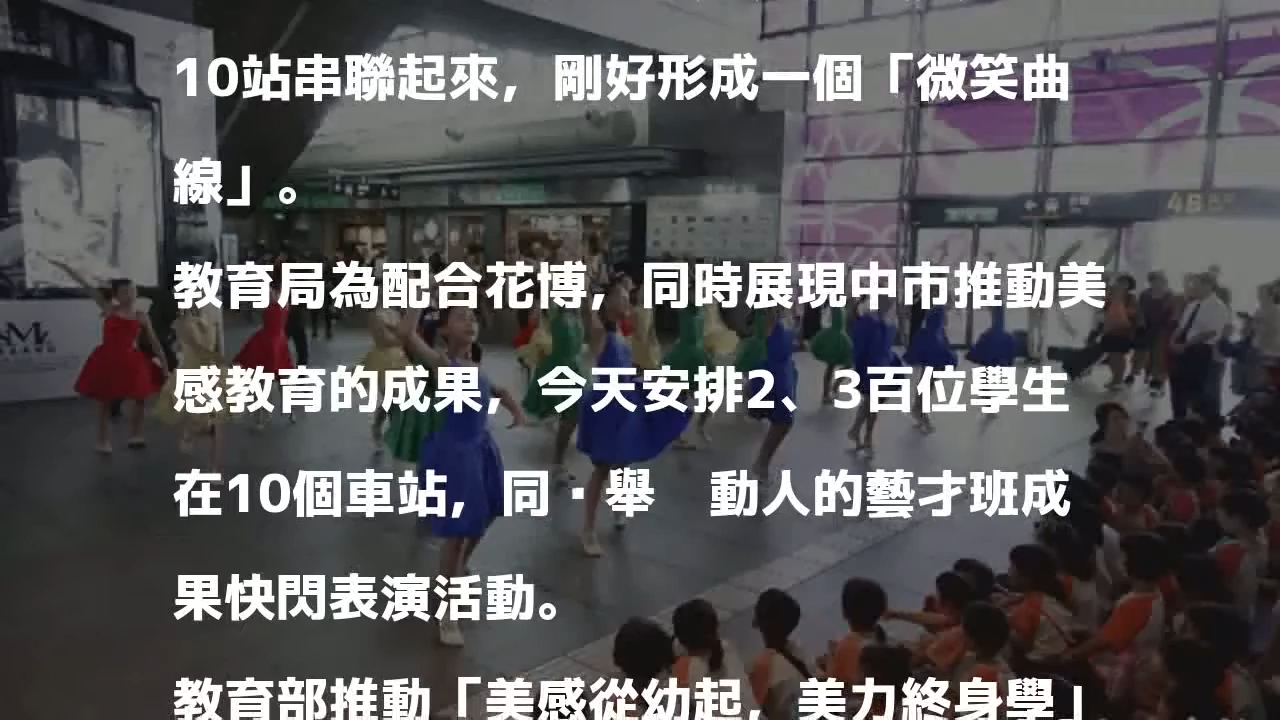 10站串聯起來，剛好形成一個「微笑曲
線」。
教育局為配合花博，同時展現中市推動美
感教育的成果，今天安排2、3百位學生
在10個車站，同·舉　動人的藝才班成
果快閃表演活動。
教育部推動「美感從幼起，美力終身學」
4B